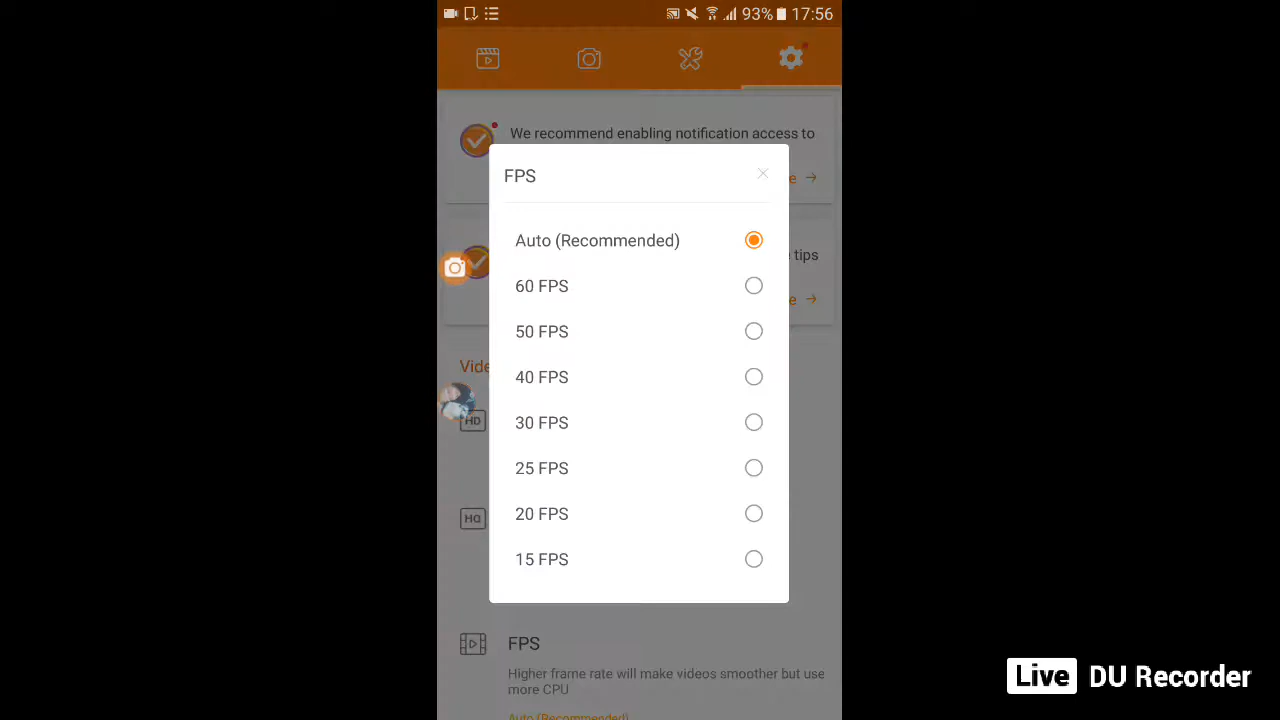 93% 17:56
We recommend enabling notification access to
FPS
Auto (Recommended)
60 FPS
tips
50 FPS
Vide
40 FPS
HD
30 FPS
25 FPS
HQ
20 FPS
15 FPS
FPS
Higher frame rate will make videos smoother but use
more CPU
Auto (Recommended)
Live DU Recorder